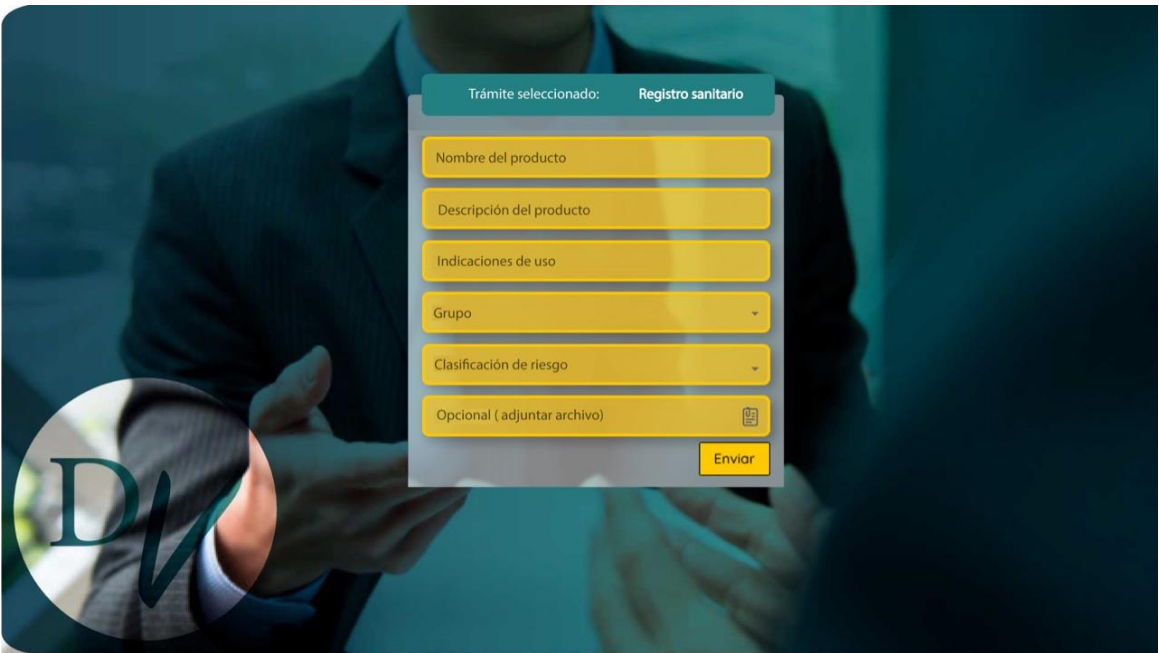 Trámite seleccionado: Registro sanitario
Nombre del producto
Descripción del producto
Indicaciones de uso
Grupo
Clasificación de riesgo
Opcional ( adjuntar archivo)
Enviar
DV